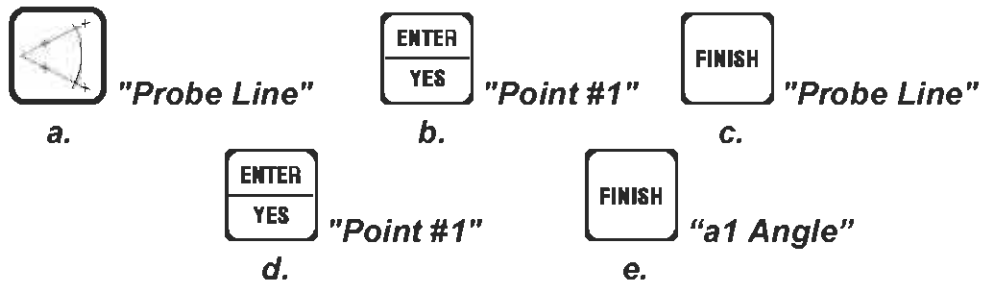 "Probe Line" ENTER YES "Point #1" FINISH "Probe Line"
a. b. c.
ENTER YES "Point #1" FINISH “a1 Angle”
d. e.